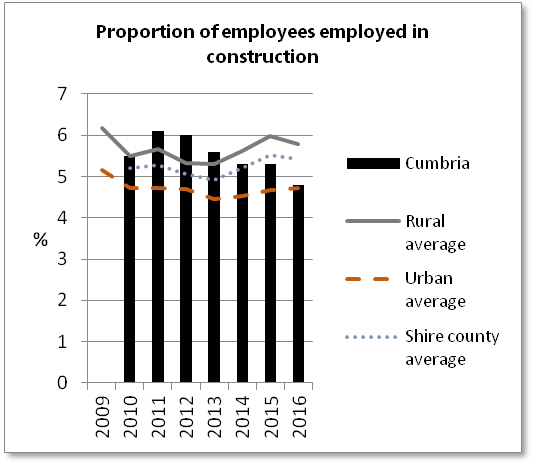 Proportion of employees employed in
construction
7
6
5
4
3
2
1
0
%
2009
2010
2011
2012
2013
2014
2015
2016
Cumbria
Rural
average
Urban
average
Shire county
average